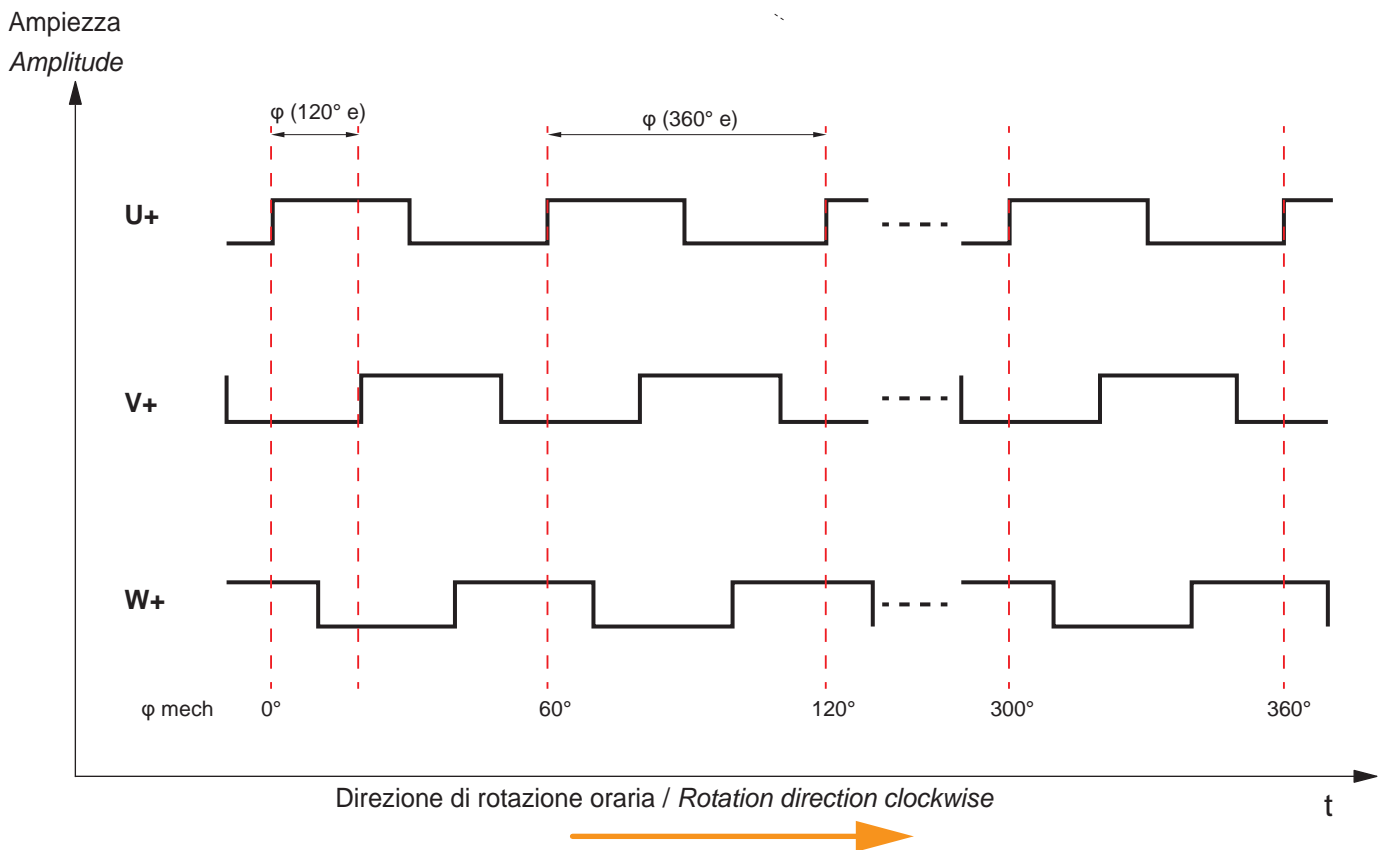 Ampiezza
Amplitude
φ (120° e)
φ (360° e)
U+
V+
W+
φ mech 0° 60° 120° 300° 360°
Direzione di rotazione oraria / Rotation direction clockwise
t